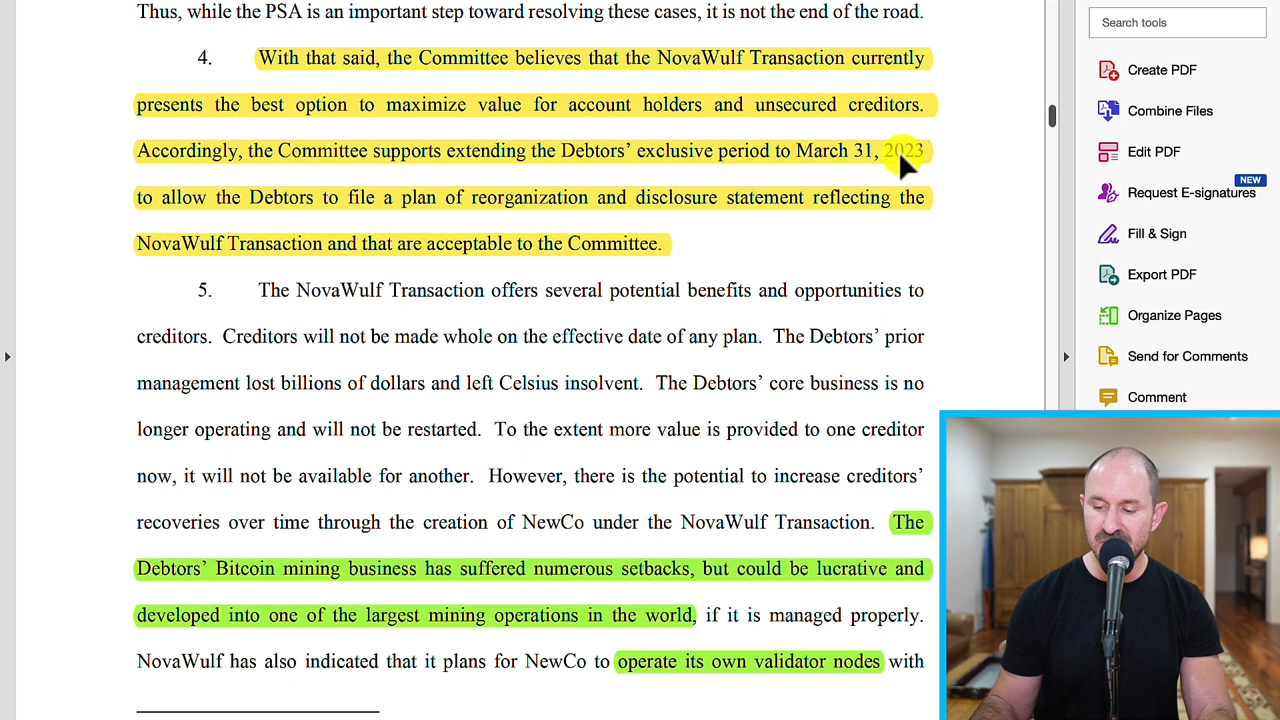 Thus, while the PSA is an important step toward resolving these cases, it is not the end of the road.
4. With that said, the Committee believes that the NovaWulf Transaction currently
presents the best option to maximize value for account holders and unsecured creditors.
Accordingly, the Committee supports extending the Debtors' exclusive period to March 31, 2023
to allow the Debtors to file a plan of reorganization and disclosure statement reflecting the
NovaWulf Transaction and that are acceptable to the Committee.
5. The NovaWulf Transaction offers several potential benefits and opportunities to
creditors. Creditors will not be made whole on the effective date of any plan. The Debtors' prior
management lost billions of dollars and left Celsius insolvent. The Debtors' core business is no
longer operating and will not be restarted. To the extent more value is provided to one creditor
now, it will not be available for another. However, there is the potential to increase creditors'
recoveries over time through the creation of NewCo under the NovaWulf Transaction. The
Debtors' Bitcoin mining business has suffered numerous setbacks, but could be lucrative and
developed into one of the largest mining operations in the world, if it is managed properly.
NovaWulf has also indicated that it plans for NewCo to operate its own validator nodes with
Search tools
Create PDF
Combine Files
Edit PDF
NEW
Request E-signatures
Fill & Sign
Export PDF
Organize Pages
Send for Comments
Comment